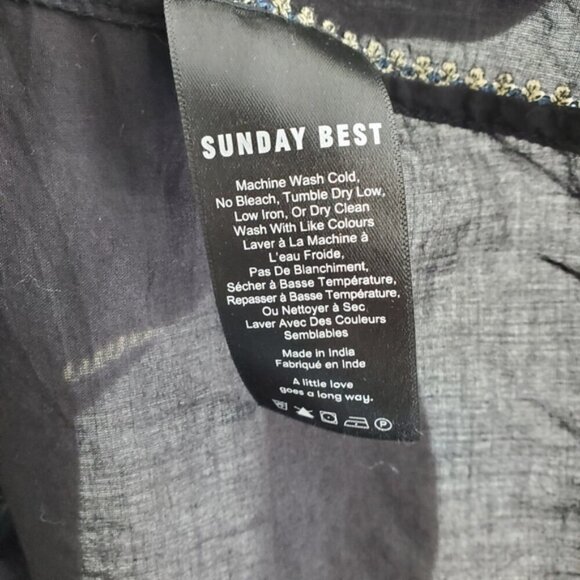 SUNDAY BEST
Machine Wash Cold,
No Bleach, Tumble Dry Low,
Low Iron, Or Dry Clean
Wash With Like Colours
Laver à La Machine à
L'eau Froide,
Pas De Blanchiment,
Sécher à Basse Température,
Repasser à Basse Température,
Ou Nettoyer à Sec
Laver Avec Des Couleurs
Semblables
Made in India
Fabriqué en Inde
A little love
goes a long way.
P